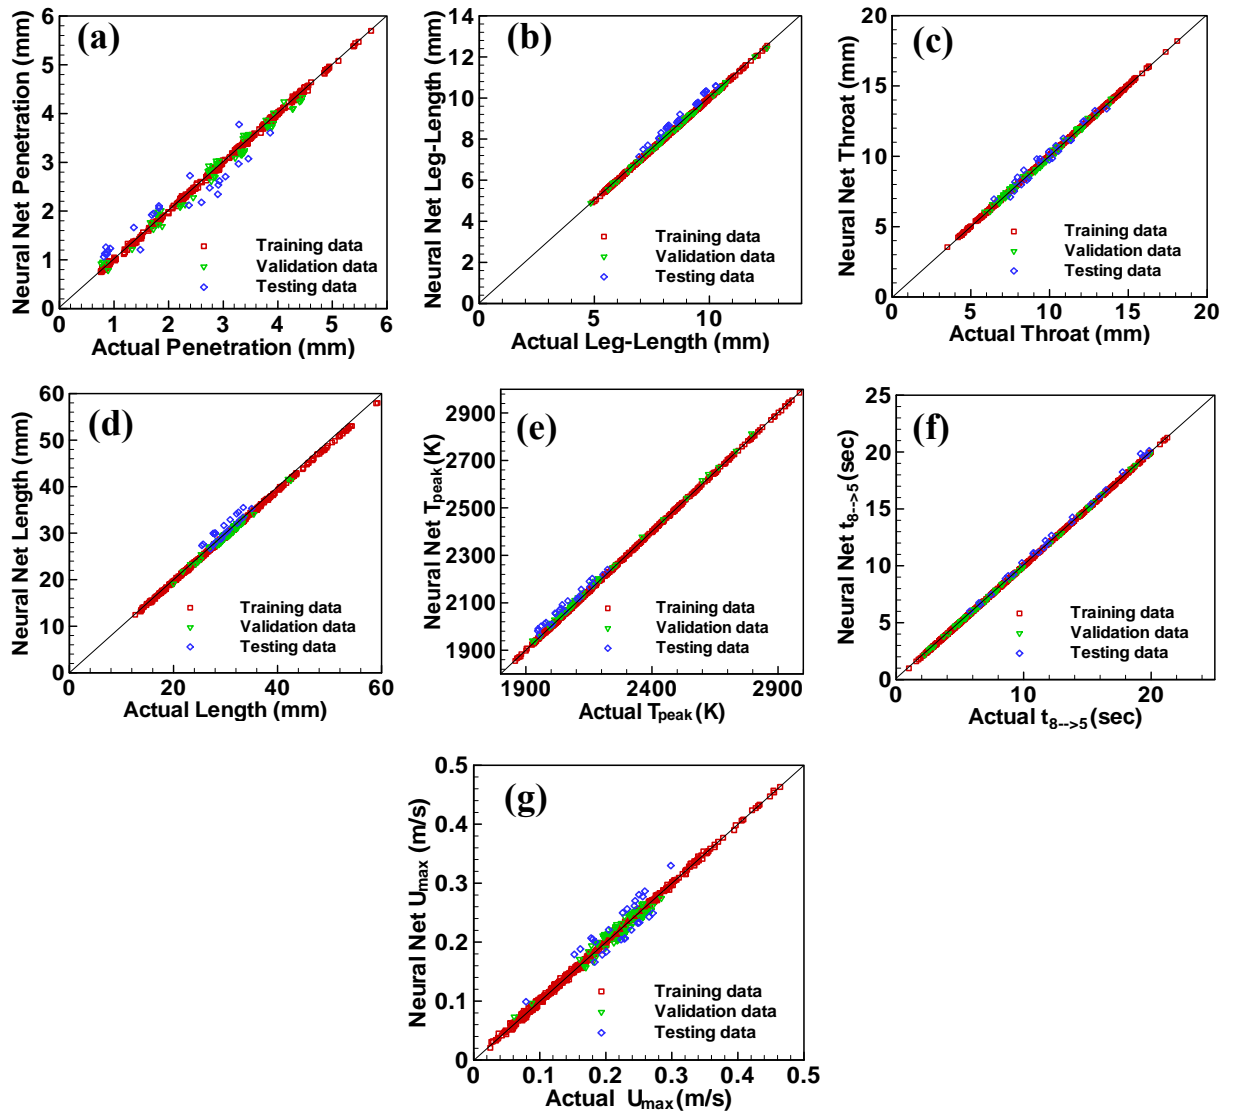 (a)
Neural Net Penetration (mm)
6
5
4
3
2
1
0
Training data
Validation data
Testing data
0 1 2 3 4 5 6
Actual Penetration (mm)
(b)
Neural Net Leg-Length (mm)
14
12
10
8
6
4
2
0
Training data
Validation data
Testing data
0 5 10
Actual Leg-Length (mm)
(c)
Neural Net Throat (mm)
20
15
10
5
0
Training data
Validation data
Testing data
0 5 10 15 20
Actual Throat (mm)
(d)
Neural Net Length (mm)
60
50
40
30
20
10
0
Training data
Validation data
Testing data
0 20 40 60
Actual Length (mm)
(e)
Neural Net Tpeak (K)
2900
2700
2500
2300
2100
1900
Training data
Validation data
Testing data
1900 2400 2900
Actual Tpeak (K)
(f)
Neural Net t8-->5 (sec)
25
20
15
10
5
0
Training data
Validation data
Testing data
0 10 20
Actual t8-->5 (sec)
(g)
Neural Net Umax (m/s)
0.5
0.4
0.3
0.2
0.1
0
Training data
Validation data
Testing data
0 0.1 0.2 0.3 0.4 0.5
Actual Umax (m/s)